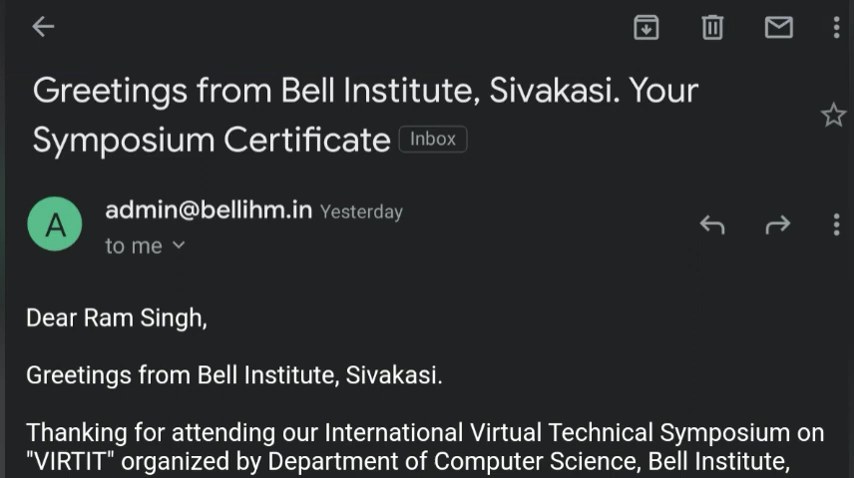 Greetings from Bell Institute, Sivakasi. Your
Symposium Certificate Inbox
A
admin@bellihm.in Yesterday
to me
Dear Ram Singh,
Greetings from Bell Institute, Sivakasi.
Thanking for attending our International Virtual Technical Symposium on
"VIRTIT" organized by Department of Computer Science, Bell Institute,